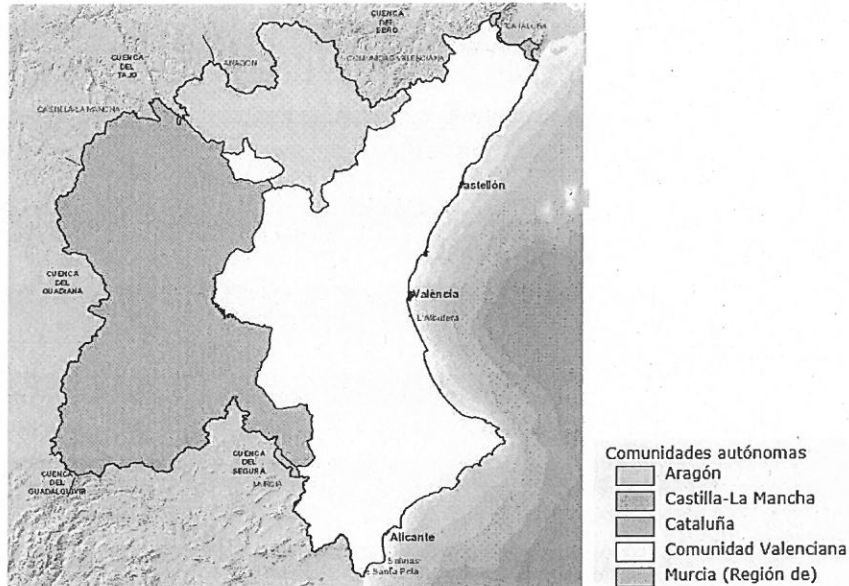 CUENCA
DEL
EBRO
CATALUÑA
CUENCA
DEL
TAJO
ARAGON
COMUNIDAD VALENCIANA
CASTILLA-LA MANCHA
Castellón
CUENCA
DEL
GUADIANA
València
L'Albufera
CUENCA
DEL
SEGURA
MURCIA
CUENCA
DEL
GUADALQUIVIR
Alicante
Salinas
Santa Pola
Comunidades autónomas
Aragón
Castilla-La Mancha
Cataluña
Comunidad Valenciana
Murcia (Región de)